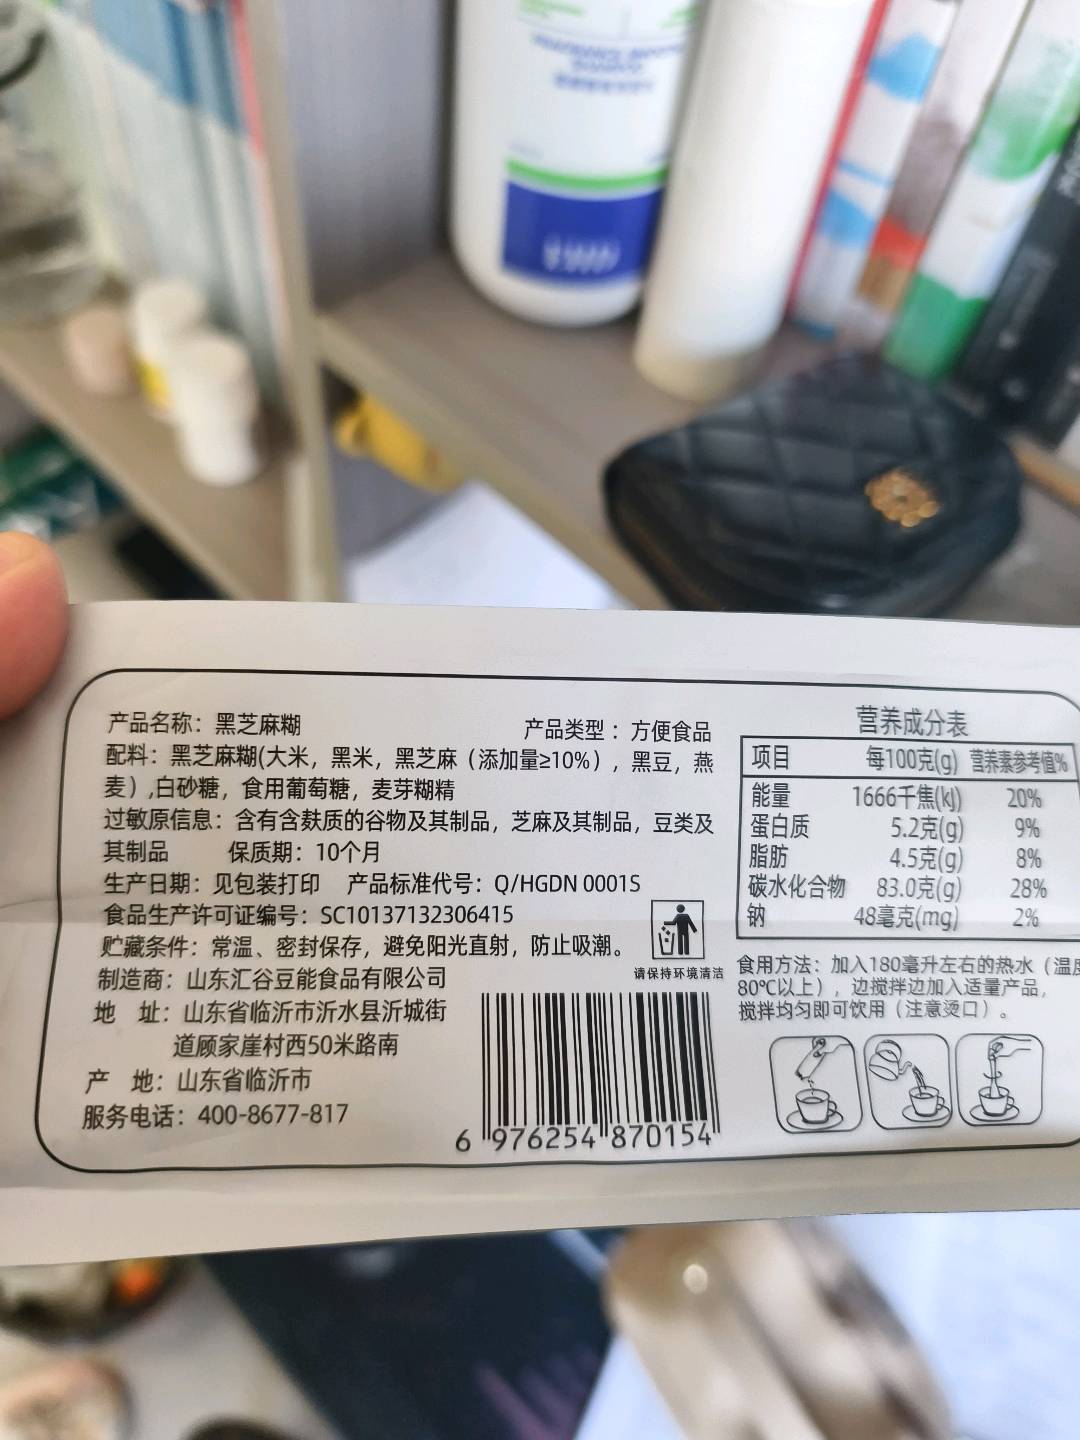 产品名称：黑芝麻糊 产品类型：方便食品
配料：黑芝麻糊(大米，黑米，黑芝麻（添加量≥10%），黑豆，燕
麦）,白砂糖，食用葡萄糖，麦芽糊精
过敏原信息：含有含麸质的谷物及其制品，芝麻及其制品，豆类及
其制品 保质期：10个月
生产日期：见包装打印 产品标准代号：Q/HGDN 0001S
食品生产许可证编号：SC10137132306415
贮藏条件：常温、密封保存，避免阳光直射，防止吸潮。
请保持环境清洁
制造商：山东汇谷豆能食品有限公司
地 址：山东省临沂市沂水县沂城街
道顾家崖村西50米路南
产 地：山东省临沂市
服务电话：400-8677-817
6 976254 870154
营养成分表
项目 每100克(g) 营养素参考值%
能量 1666千焦(kJ) 20%
蛋白质 5.2克(g) 9%
脂肪 4.5克(g) 8%
碳水化合物 83.0克(g) 28%
钠 48毫克(mg) 2%
食用方法：加入180毫升左右的热水（温度
80℃以上），边搅拌边加入适量产品，
搅拌均匀即可饮用（注意烫口）。